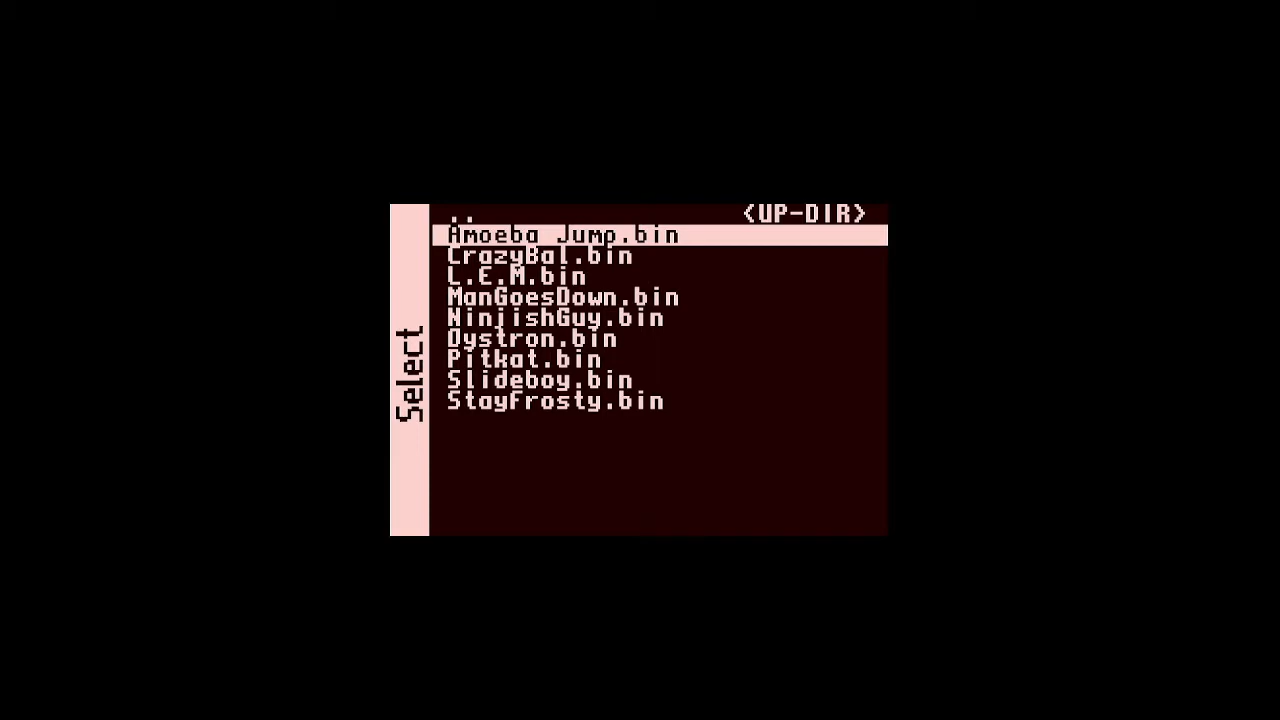 Select
.. <UP-DIR>
Amoeba Jump.bin
CrazyBal.bin
L.E.M.bin
ManGoesDown.bin
NinjishGuy.bin
Oystron.bin
Pitkat.bin
Slideboy.bin
StayFrosty.bin